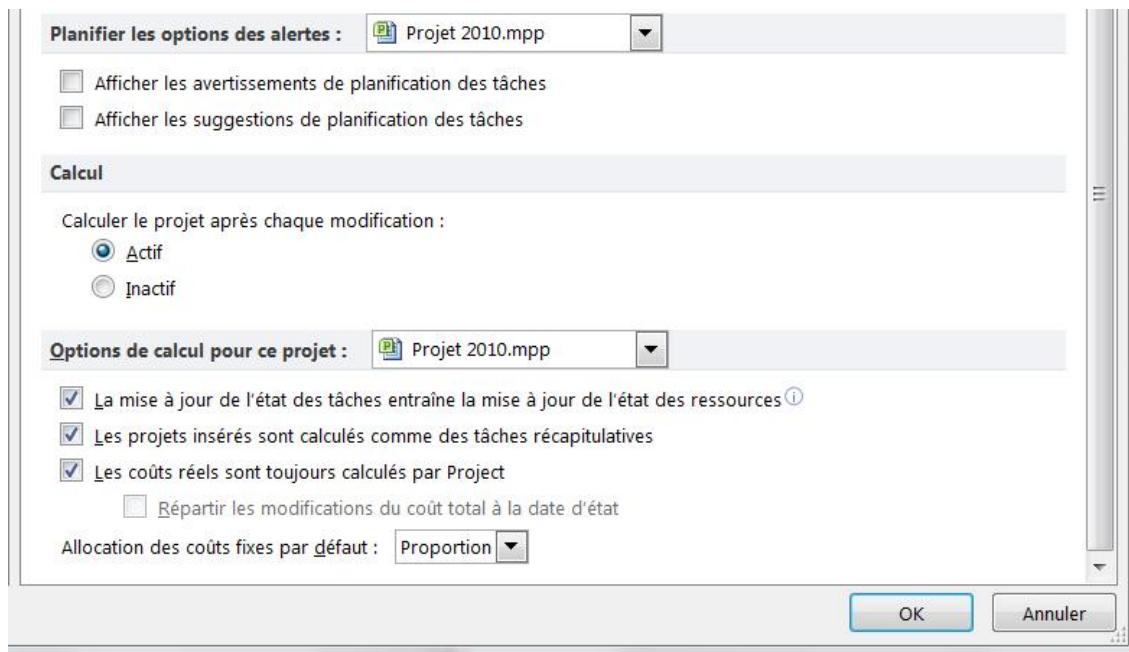 Planifier les options des alertes : Projet 2010.mpp
Afficher les avertissements de planification des tâches
Afficher les suggestions de planification des tâches
Calcul
Calculer le projet après chaque modification :
Actif
Inactif
Options de calcul pour ce projet : Projet 2010.mpp
La mise à jour de l'état des tâches entraîne la mise à jour de l'état des ressources
Les projets insérés sont calculés comme des tâches récapitulatives
Les coûts réels sont toujours calculés par Project
Répartir les modifications du coût total à la date d'état
Allocation des coûts fixes par défaut : Proportion
OK Annuler